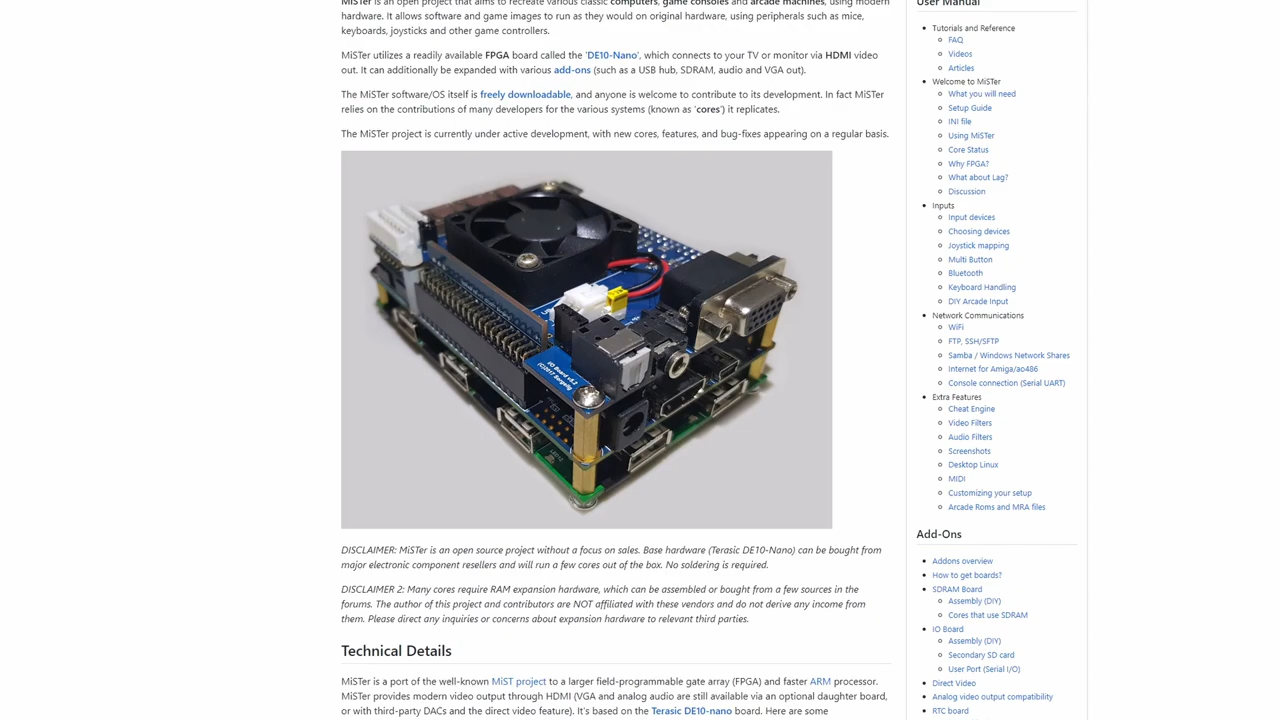 MiSTer is an open project that aims to recreate various classic computers, game consoles and arcade machines, using modern
hardware. It allows software and game images to run as they would on original hardware, using peripherals such as mice,
keyboards, joysticks and other game controllers.
MiSTer utilizes a readily available FPGA board called the 'DE10-Nano', which connects to your TV or monitor via HDMI video
out. It can additionally be expanded with various add-ons (such as a USB hub, SDRAM, audio and VGA out).
The MiSTer software/OS itself is freely downloadable, and anyone is welcome to contribute to its development. In fact MiSTer
relies on the contributions of many developers for the various systems (known as 'cores') it replicates.
The MiSTer project is currently under active development, with new cores, features, and bug-fixes appearing on a regular basis.
I/O Board v5.2
(C)2017 Sorgelig
DISCLAIMER: MiSTer is an open source project without a focus on sales. Base hardware (Terasic DE10-Nano) can be bought from
major electronic component resellers and will run a few cores out of the box. No soldering is required.
DISCLAIMER 2: Many cores require RAM expansion hardware, which can be assembled or bought from a few sources in the
forums. The author of this project and contributors are NOT affiliated with these vendors and do not derive any income from
them. Please direct any inquiries or concerns about expansion hardware to relevant third parties.
Technical Details
MiSTer is a port of the well-known MiST project to a larger field-programmable gate array (FPGA) and faster ARM processor.
MiSTer provides modern video output through HDMI (VGA and analog audio are still available via an optional daughter board,
or with third-party DACs and the direct video feature). It's based on the Terasic DE10-nano board. Here are some
User Manual
Tutorials and Reference
FAQ
Videos
Articles
Welcome to MiSTer
What you will need
Setup Guide
INI file
Using MiSTer
Core Status
Why FPGA?
What about Lag?
Discussion
Inputs
Input devices
Choosing devices
Joystick mapping
Multi Button
Bluetooth
Keyboard Handling
DIY Arcade Input
Network Communications
WiFi
FTP, SSH/SFTP
Samba / Windows Network Shares
Internet for Amiga/ao486
Console connection (Serial UART)
Extra Features
Cheat Engine
Video Filters
Audio Filters
Screenshots
Desktop Linux
MIDI
Customizing your setup
Arcade Roms and MRA files
Add-Ons
Addons overview
How to get boards?
SDRAM Board
Assembly (DIY)
Cores that use SDRAM
IO Board
Assembly (DIY)
Secondary SD card
User Port (Serial I/O)
Direct Video
Analog video output compatibility
RTC board